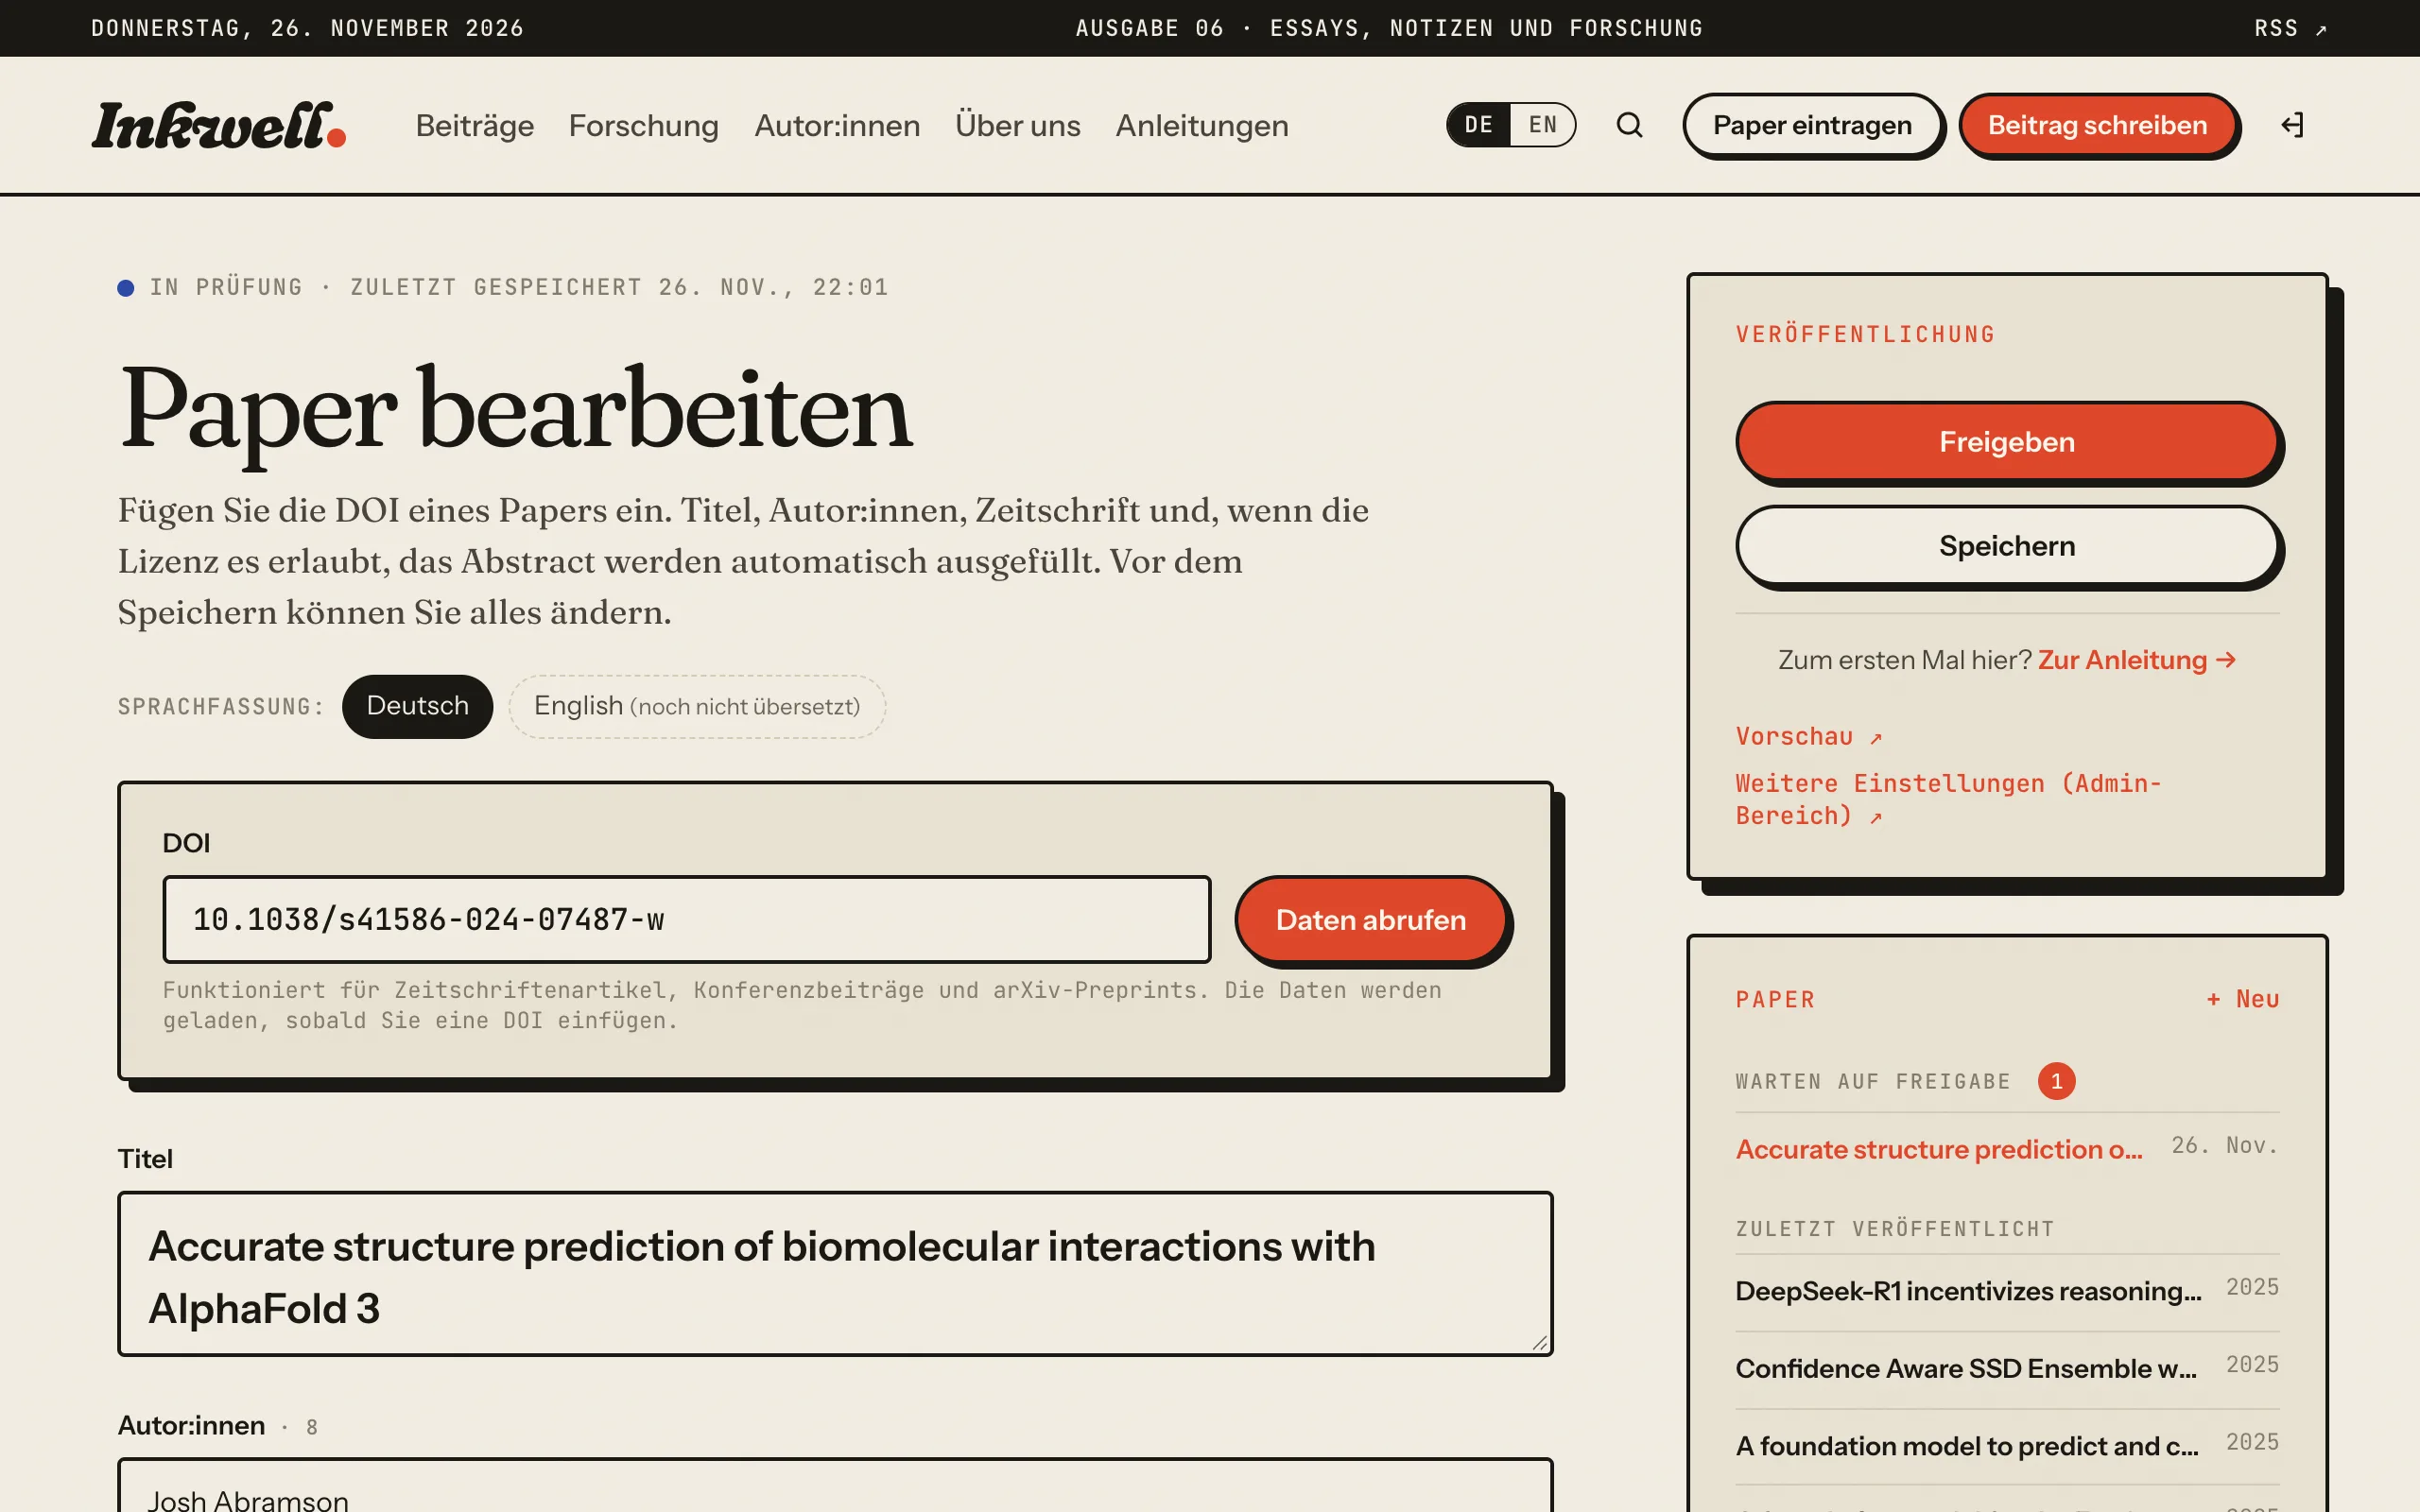 DONNERSTAG, 26. NOVEMBER 2026
AUSGABE 06 · ESSAYS, NOTIZEN UND FORSCHUNG
RSS ↗
Inkwell.
Beiträge
Forschung
Autor:innen
Über uns
Anleitungen
DE
EN
Paper eintragen
Beitrag schreiben
IN PRÜFUNG · ZULETZT GESPEICHERT 26. NOV., 22:01
Paper bearbeiten
Fügen Sie die DOI eines Papers ein. Titel, Autor:innen, Zeitschrift und, wenn die
Lizenz es erlaubt, das Abstract werden automatisch ausgefüllt. Vor dem
Speichern können Sie alles ändern.
SPRACHFASSUNG:
Deutsch
English (noch nicht übersetzt)
DOI
10.1038/s41586-024-07487-w
Daten abrufen
Funktioniert für Zeitschriftenartikel, Konferenzbeiträge und arXiv-Preprints. Die Daten werden
geladen, sobald Sie eine DOI einfügen.
Titel
Accurate structure prediction of biomolecular interactions with
AlphaFold 3
Autor:innen · 8
Josh Abramson
VERÖFFENTLICHUNG
Freigeben
Speichern
Zum ersten Mal hier? Zur Anleitung →
Vorschau ↗
Weitere Einstellungen (Admin-
Bereich) ↗
PAPER
+ Neu
WARTEN AUF FREIGABE 1
Accurate structure prediction o... 26. Nov.
ZULETZT VERÖFFENTLICHT
DeepSeek-R1 incentivizes reasoning... 2025
Confidence Aware SSD Ensemble w... 2025
A foundation model to predict and c... 2025